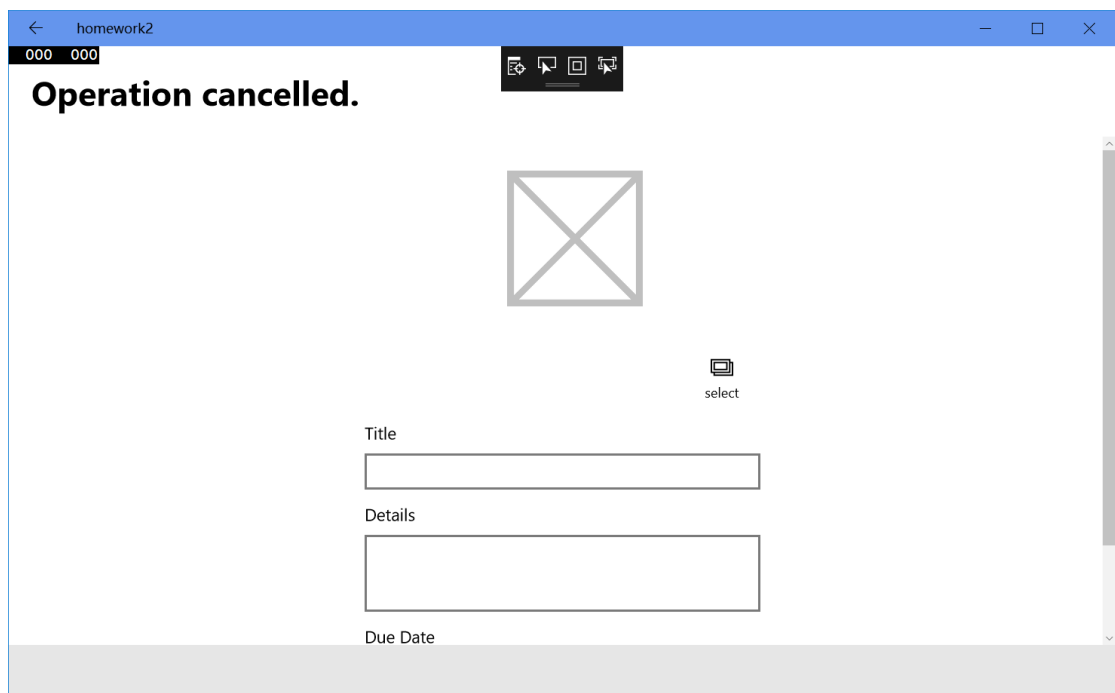 homework2
000 000
Operation cancelled.
select
Title
Details
Due Date